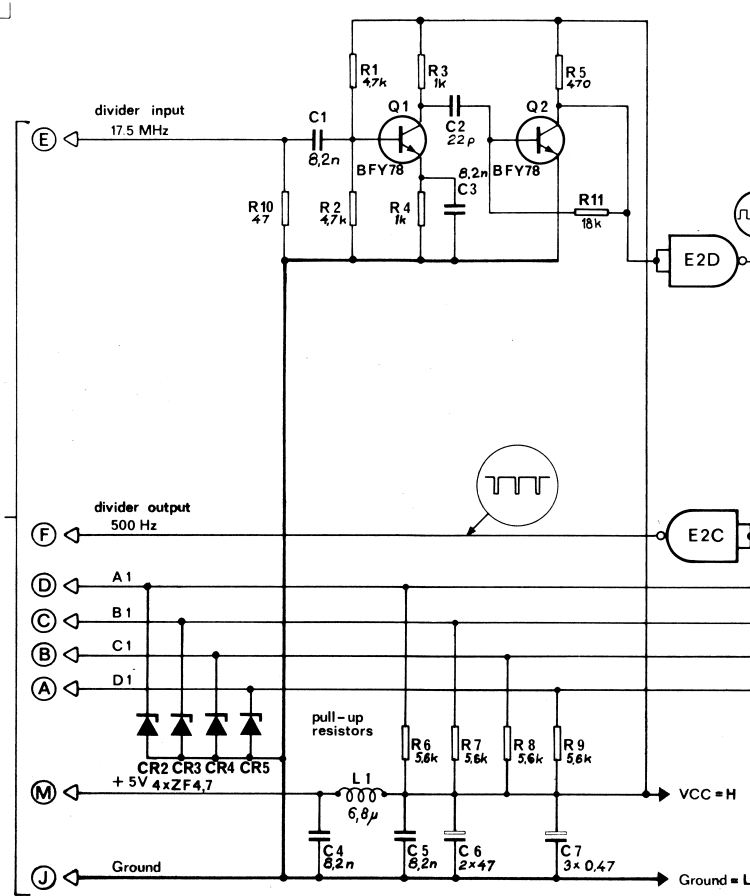 R1
4,7k
R3
1k
R5
470
divider input
17.5 MHz
E
C1
8,2n
Q1
C2
22p
Q2
BFY78
8,2n
C3
BFY78
R10
47
R2
4,7k
R4
1k
R11
18k
E2D
divider output
500 Hz
F
E2C
D
A1
C
B1
B
C1
A
D1
pull-up
resistors
R6
5,6k
R7
5,6k
R8
5,6k
R9
5,6k
CR2 CR3 CR4 CR5
+ 5V 4xZF4,7
M
L1
6,8µ
VCC = H
C4
8,2n
C5
8,2n
C6
2x47
C7
3x0,47
J
Ground
Ground = L